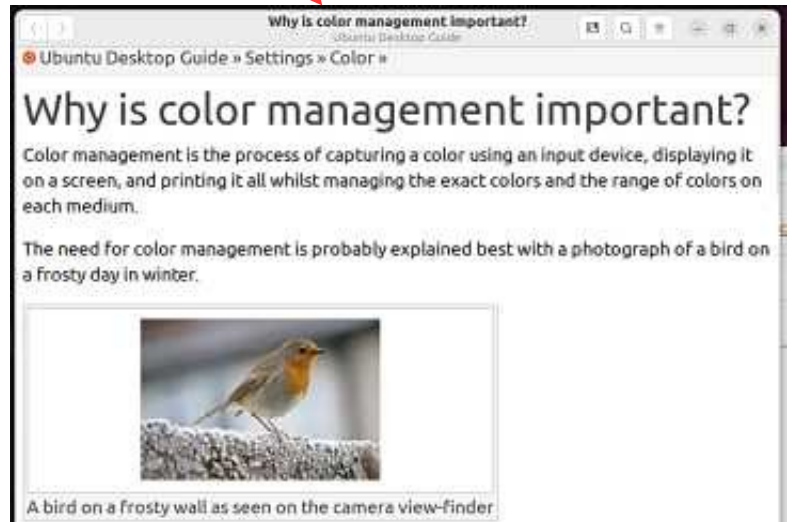 Why is color management important?
Ubuntu Desktop Guide
Ubuntu Desktop Guide » Settings » Color »
Why is color management important?
Color management is the process of capturing a color using an input device, displaying it
on a screen, and printing it all whilst managing the exact colors and the range of colors on
each medium.
The need for color management is probably explained best with a photograph of a bird on
a frosty day in winter.
A bird on a frosty wall as seen on the camera view-finder